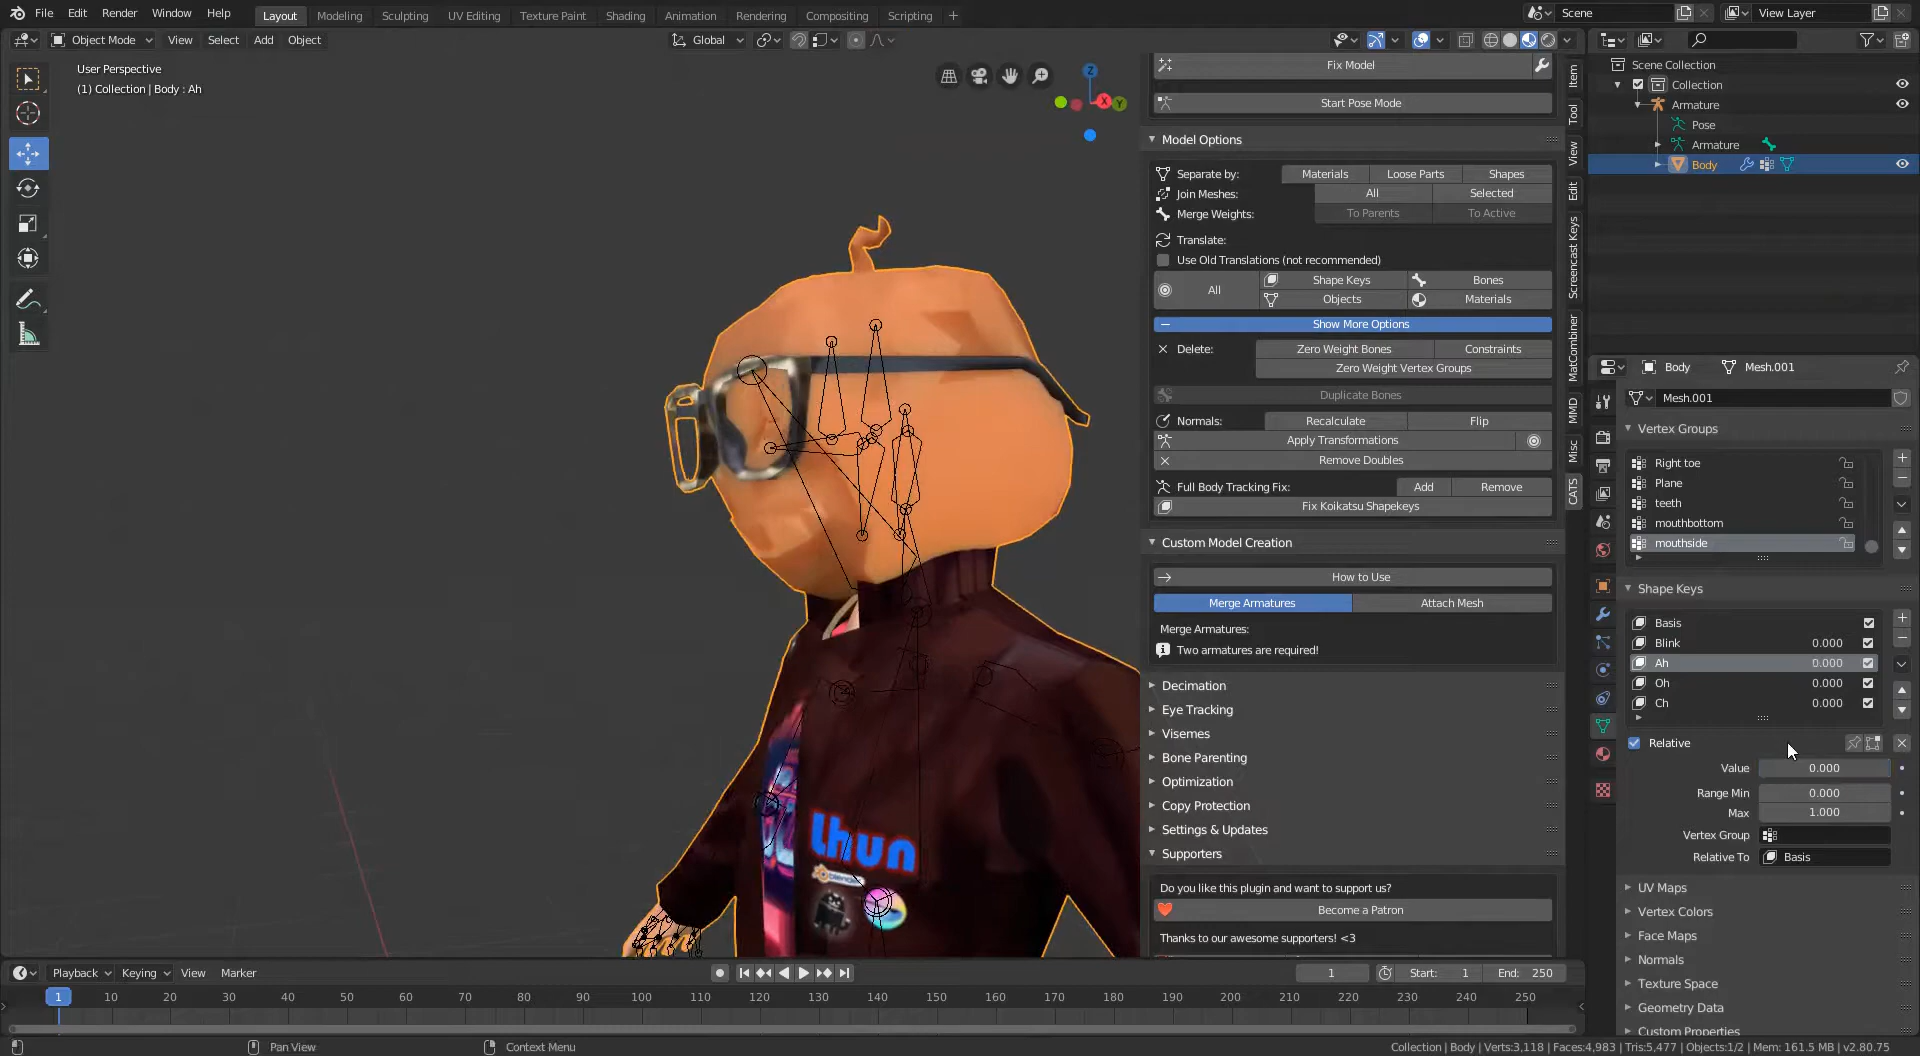 File Edit Render Window Help Layout Modeling Sculpting UV Editing Texture Paint Shading Animation Rendering Compositing Scripting + Scene View Layer
Object Mode View Select Add Object Global
User Perspective
(1) Collection | Body : Ah
Fix Model
Start Pose Mode
Model Options
Separate by: Materials Loose Parts Shapes
Join Meshes: All Selected
Merge Weights: To Parents To Active
Translate:
Use Old Translations (not recommended)
All Shape Keys Bones
Objects Materials
Show More Options
Delete: Zero Weight Bones Constraints
Zero Weight Vertex Groups
Duplicate Bones
Normals: Recalculate Flip
Apply Transformations
Remove Doubles
Full Body Tracking Fix: Add Remove
Fix Koikatsu Shapekeys
Custom Model Creation
How to Use
Merge Armatures Attach Mesh
Merge Armatures:
Two armatures are required!
Decimation
Eye Tracking
Visemes
Bone Parenting
Optimization
Copy Protection
Settings & Updates
Supporters
Do you like this plugin and want to support us?
Become a Patron
Thanks to our awesome supporters! <3
Item
Tool
View
Edit
Screencast Keys
MatCombiner
MMD
Misc
CATS
Scene Collection
Collection
Armature
Pose
Armature
Body
Body Mesh.001
Mesh.001
Vertex Groups
Right toe
Plane
teeth
mouthbottom
mouthside
Shape Keys
Basis
Blink 0.000
Ah 0.000
Oh 0.000
Ch 0.000
Relative
Value 0.000
Range Min 0.000
Max 1.000
Vertex Group
Relative To Basis
UV Maps
Vertex Colors
Face Maps
Normals
Texture Space
Geometry Data
Custom Properties
X
Y
Z
lhun
blender
Playback Keying View Marker 1 Start: 1 End: 250
1 10 20 30 40 50 60 70 80 90 100 110 120 130 140 150 160 170 180 190 200 210 220 230 240 250
Pan View Context Menu Collection | Body | Verts:3,118 | Faces:4,983 | Tris:5,477 | Objects:1/2 | Mem: 161.5 MB | v2.80.75